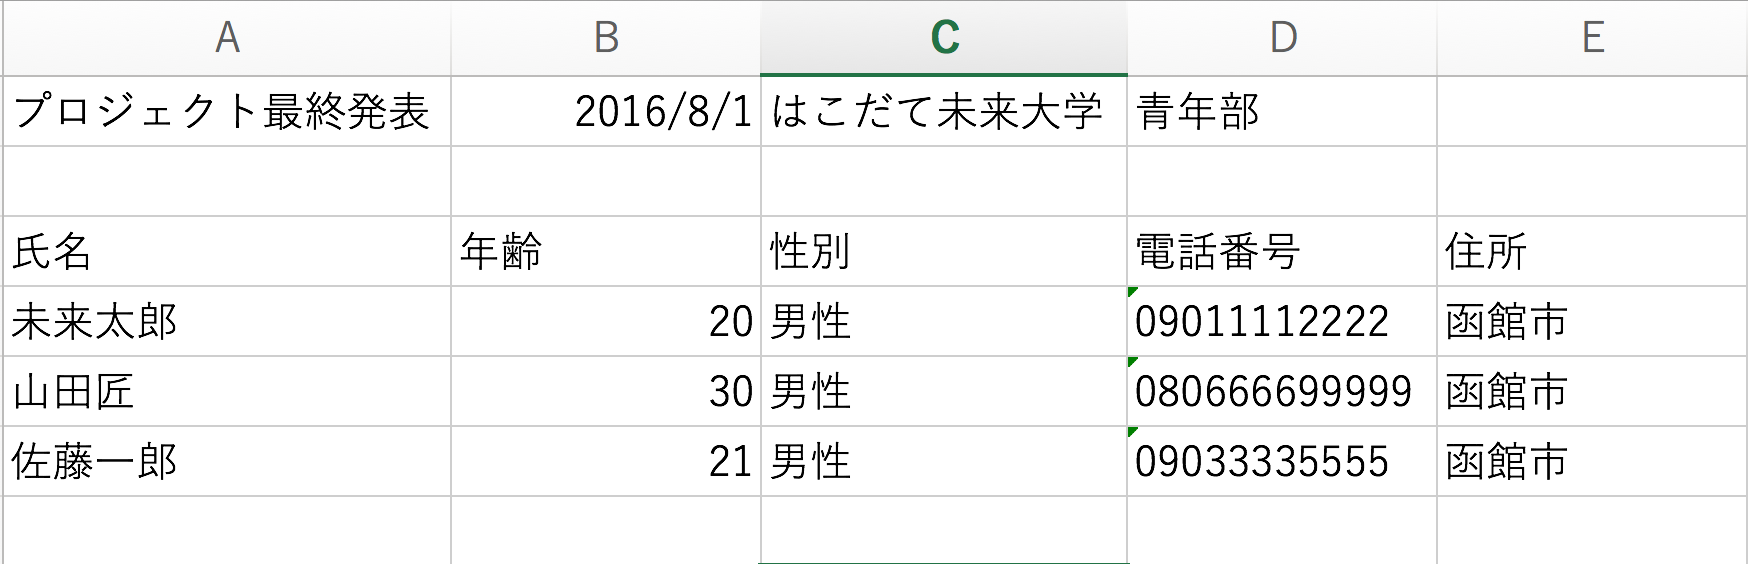 A B C D E
プロジェクト最終発表 2016/8/1 はこだて未来大学 青年部
氏名 年齢 性別 電話番号 住所
未来太郎 20 男性 09011112222 函館市
山田匠 30 男性 080666699999 函館市
佐藤一郎 21 男性 09033335555 函館市